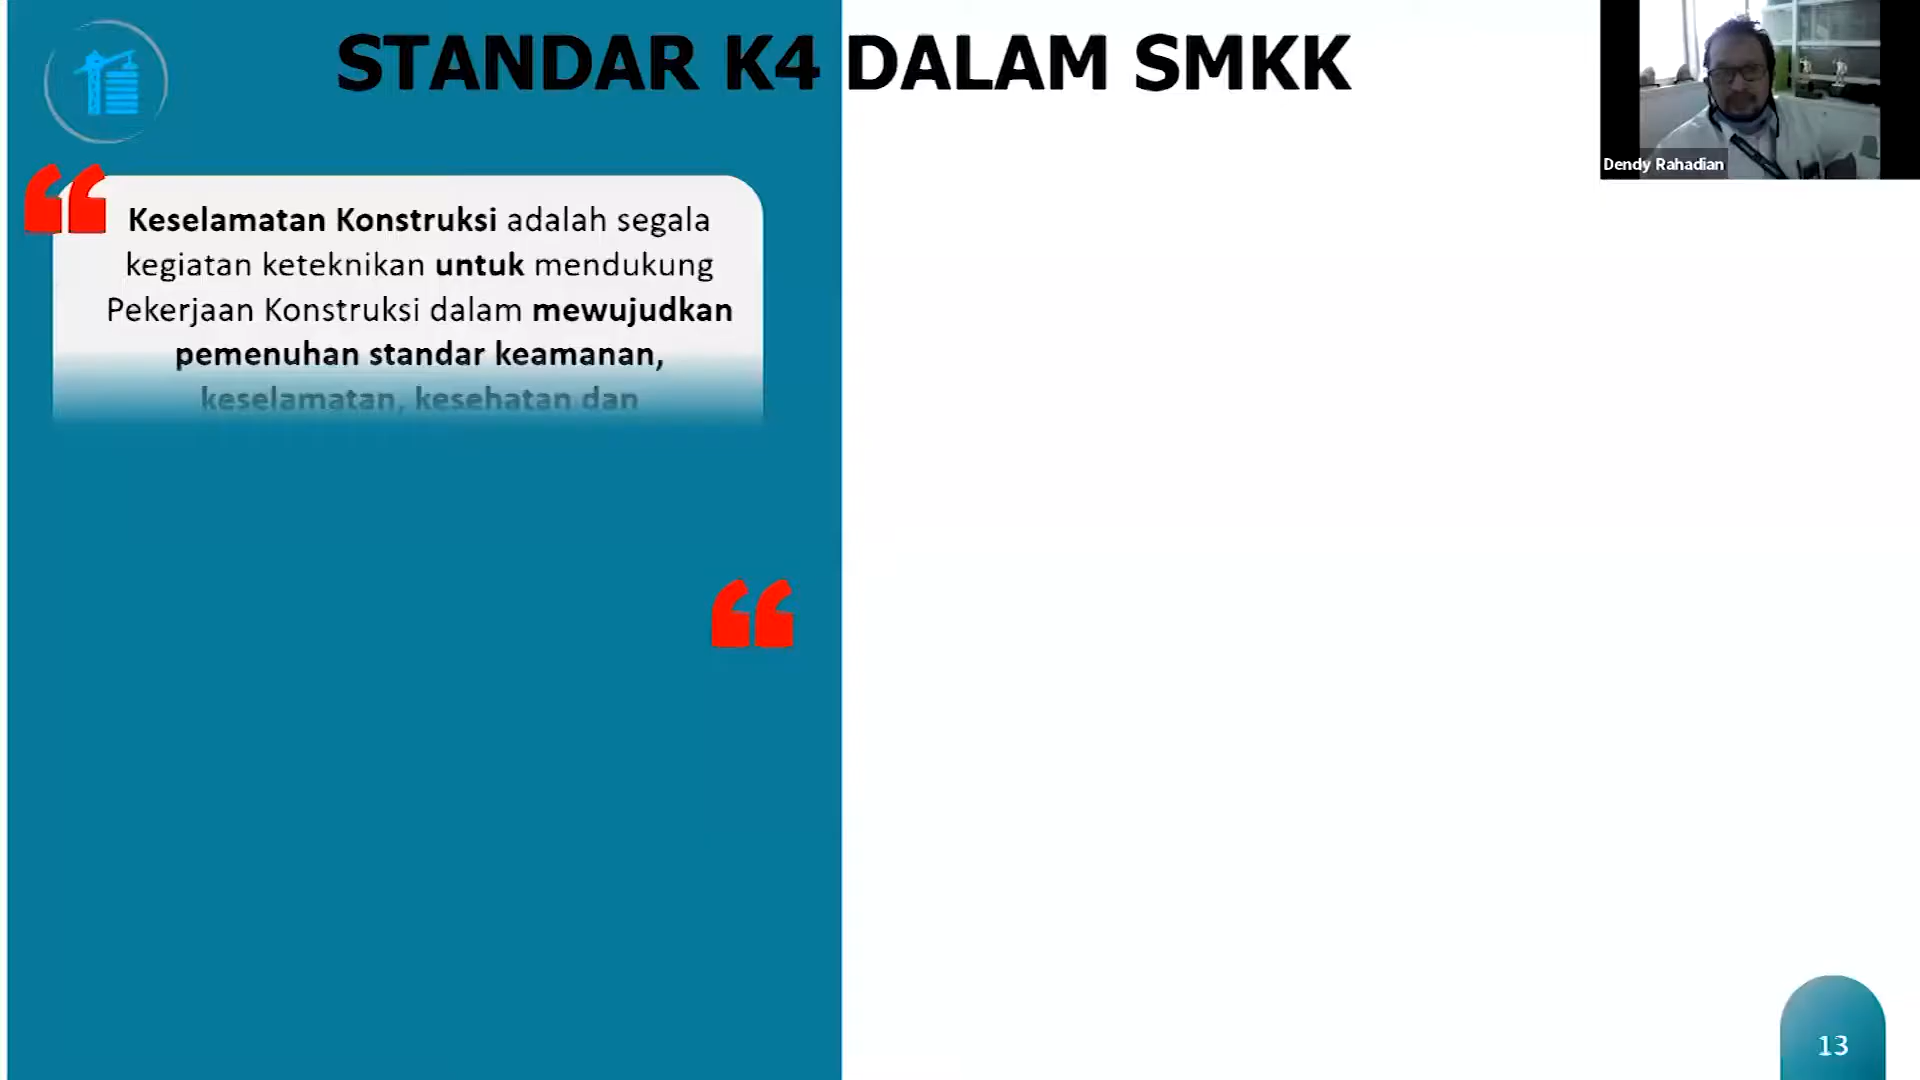 STANDAR K4 DALAM SMKK
Dendy Rahadian
Keselamatan Konstruksi adalah segala
kegiatan keteknikan untuk mendukung
Pekerjaan Konstruksi dalam mewujudkan
pemenuhan standar keamanan,
keselamatan, kesehatan dan
13